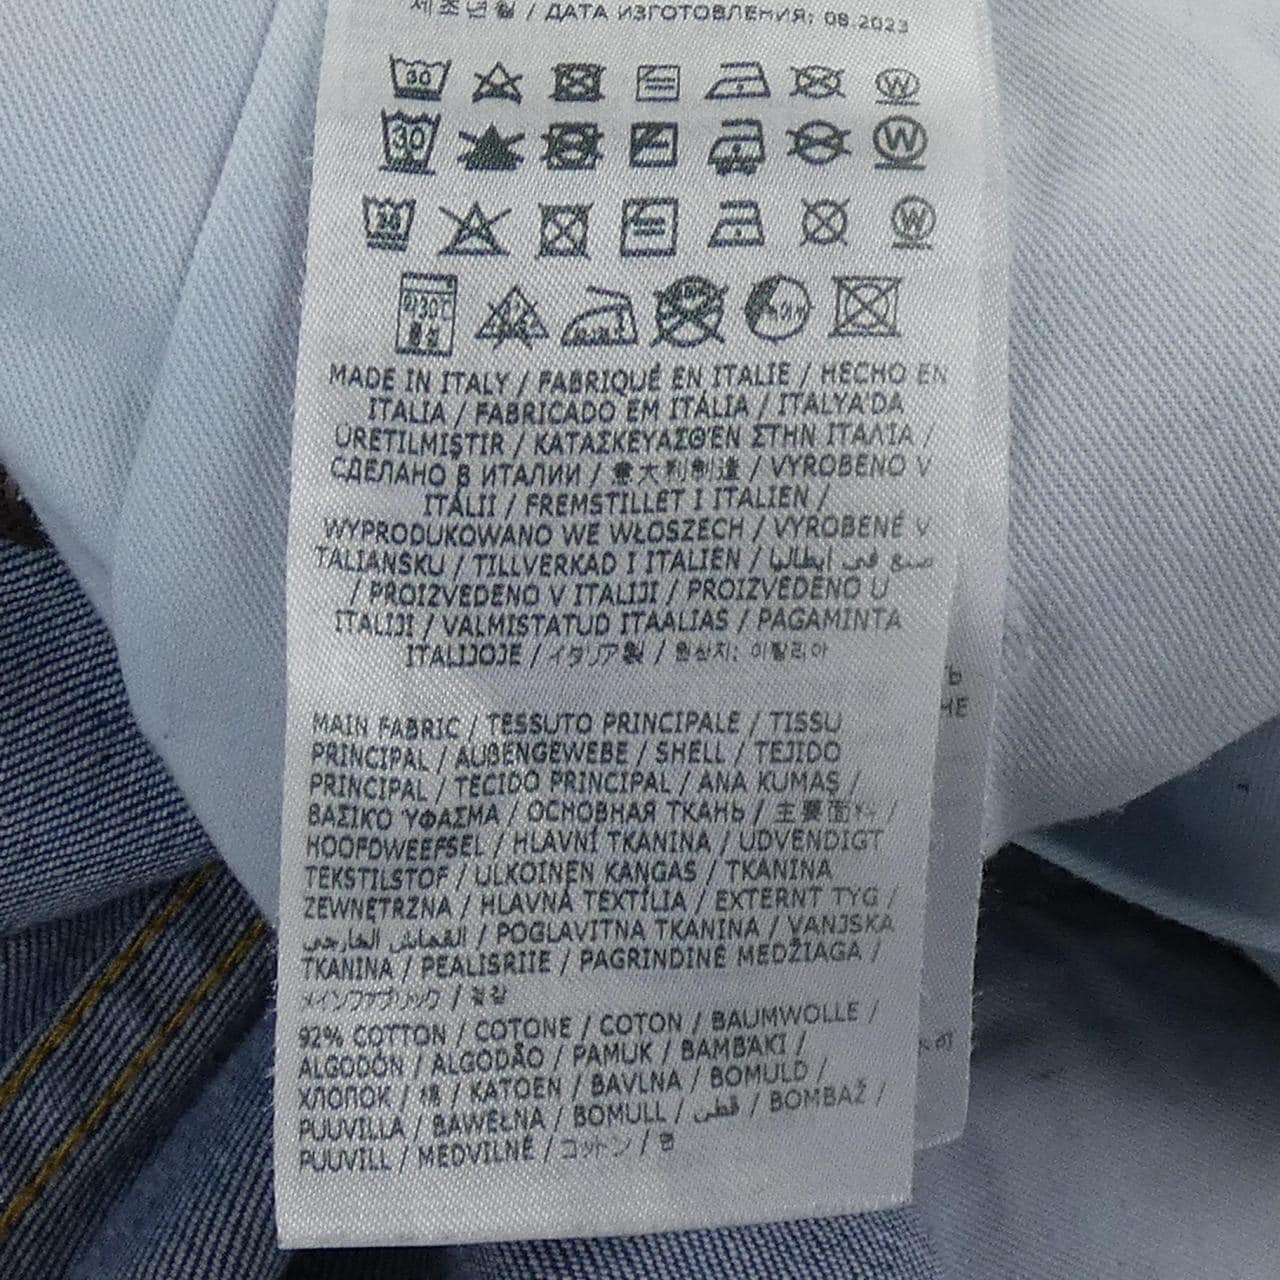 제조년월 / ДАТА ИЗГОТОВЛЕНИЯ: 08.2023
30
W
30
W
30
W
30℃
MADE IN ITALY / FABRIQUÉ EN ITALIE / HECHO EN
ITALIA / FABRICADO EM ITÁLIA / ITALYA'DA
ÜRETILMIŞTIR / ΚΑΤΑΣΚΕΥΑΣΘΈΝ ΣΤΗΝ ΙΤΑΛΊΑ /
СДЕЛАНО В ИТАЛИИ / 意大利制造 / VYROBENO V
ITÁLII / FREMSTILLET I ITALIEN /
WYPRODUKOWANO WE WŁOSZECH / VYROBENÉ V
TALIANSKU / TILLVERKAD I ITALIEN / صنع في إيطاليا
/ PROIZVEDENO V ITALIJI / PROIZVEDENO U
ITALIJI / VALMISTATUD ITAALIAS / PAGAMINTA
ITALIJOJE / イタリア製 / 원산지: 이탈리아
MAIN FABRIC / TESSUTO PRINCIPALE / TISSU
PRINCIPAL / AUßENGEWEBE / SHELL / TEJIDO
PRINCIPAL / TECIDO PRINCIPAL / ANA KUMAŞ /
ΒΑΣΙΚΌ ΎΦΑΣΜΑ / ОСНОВНАЯ ТКАНЬ / 主要面料 /
HOOFDWEEFSEL / HLAVNÍ TKANINA / UDVENDIGT
TEKSTILSTOF / ULKOINEN KANGAS / TKANINA
ZEWNĘTRZNA / HLAVNÁ TEXTÍLIA / EXTERNT TYG /
القماش الخارجي / POGLAVITNA TKANINA / VANJSKA
TKANINA / PEALISRIIE / PAGRINDINĖ MEDŽIAGA /
メインファブリック / 겉감
92% COTTON / COTONE / COTON / BAUMWOLLE /
ALGODÓN / ALGODÃO / PAMUK / ΒΑΜΒΆΚΙ /
ХЛОПОК / 棉 / KATOEN / BAVLNA / BOMULD /
PUUVILLA / BAWEŁNA / BOMULL / قطن / BOMBAŽ /
PUUVILL / MEDVILNĖ / コットン / 면